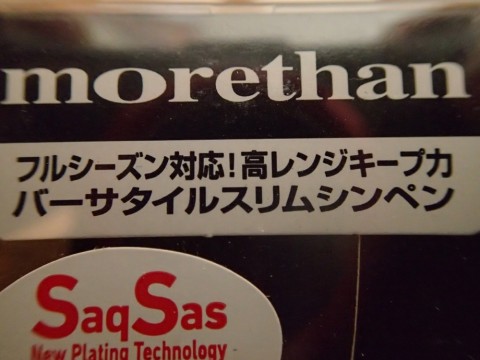 morethan
フルシーズン対応!高レンジキープ力
バーサタイルスリムシンペン
SaqSas
New Plating Technology